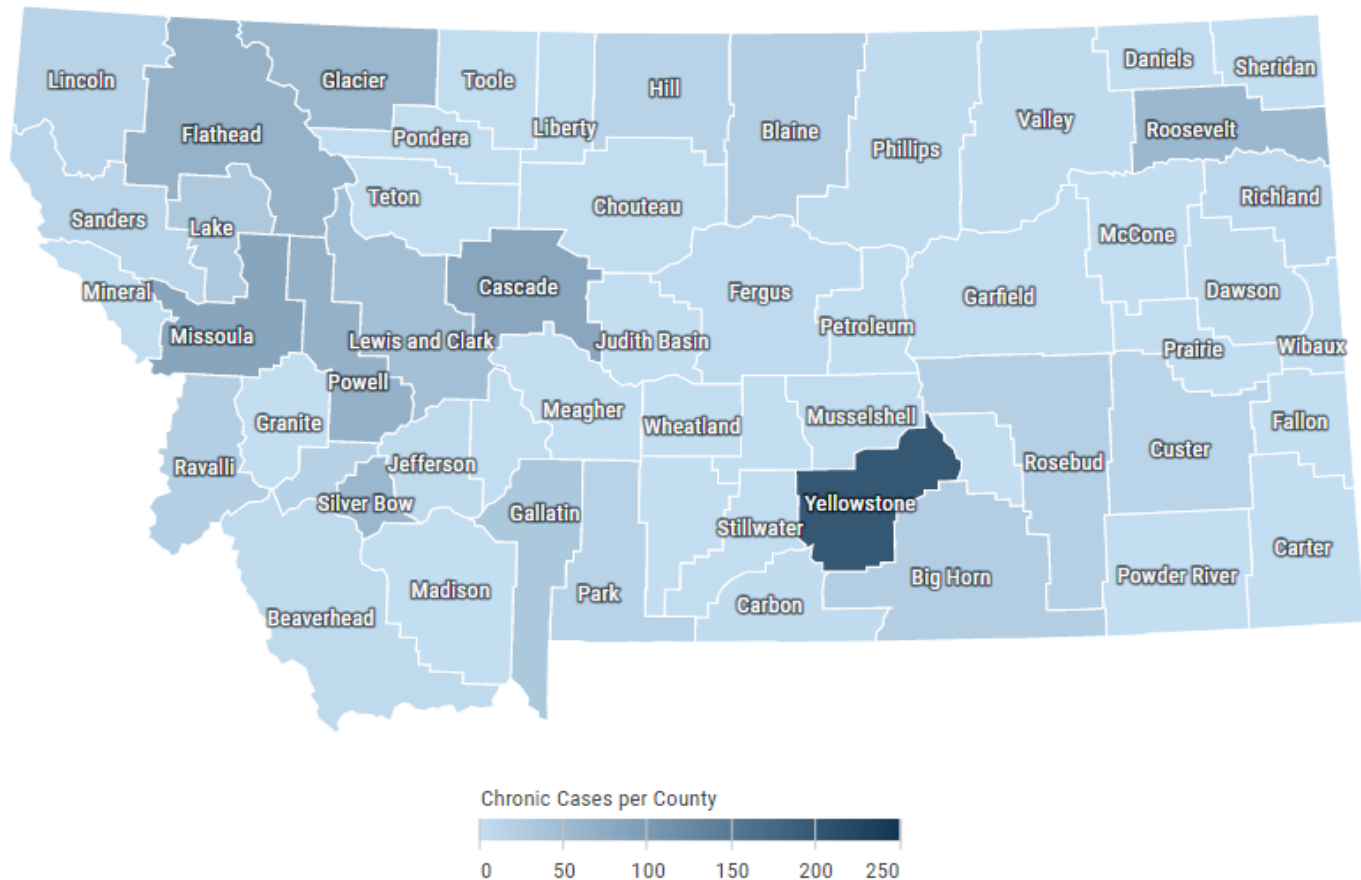 Lincoln
Flathead
Glacier
Toole
Liberty
Hill
Blaine
Phillips
Valley
Daniels
Sheridan
Roosevelt
Pondera
Teton
Chouteau
Richland
McCone
Sanders
Lake
Mineral
Missoula
Cascade
Fergus
Garfield
Dawson
Petroleum
Judith Basin
Lewis and Clark
Prairie
Wibaux
Powell
Granite
Meagher
Wheatland
Musselshell
Fallon
Ravalli
Jefferson
Rosebud
Custer
Silver Bow
Gallatin
Stillwater
Yellowstone
Carter
Madison
Park
Carbon
Big Horn
Powder River
Beaverhead
Chronic Cases per County
0 50 100 150 200 250